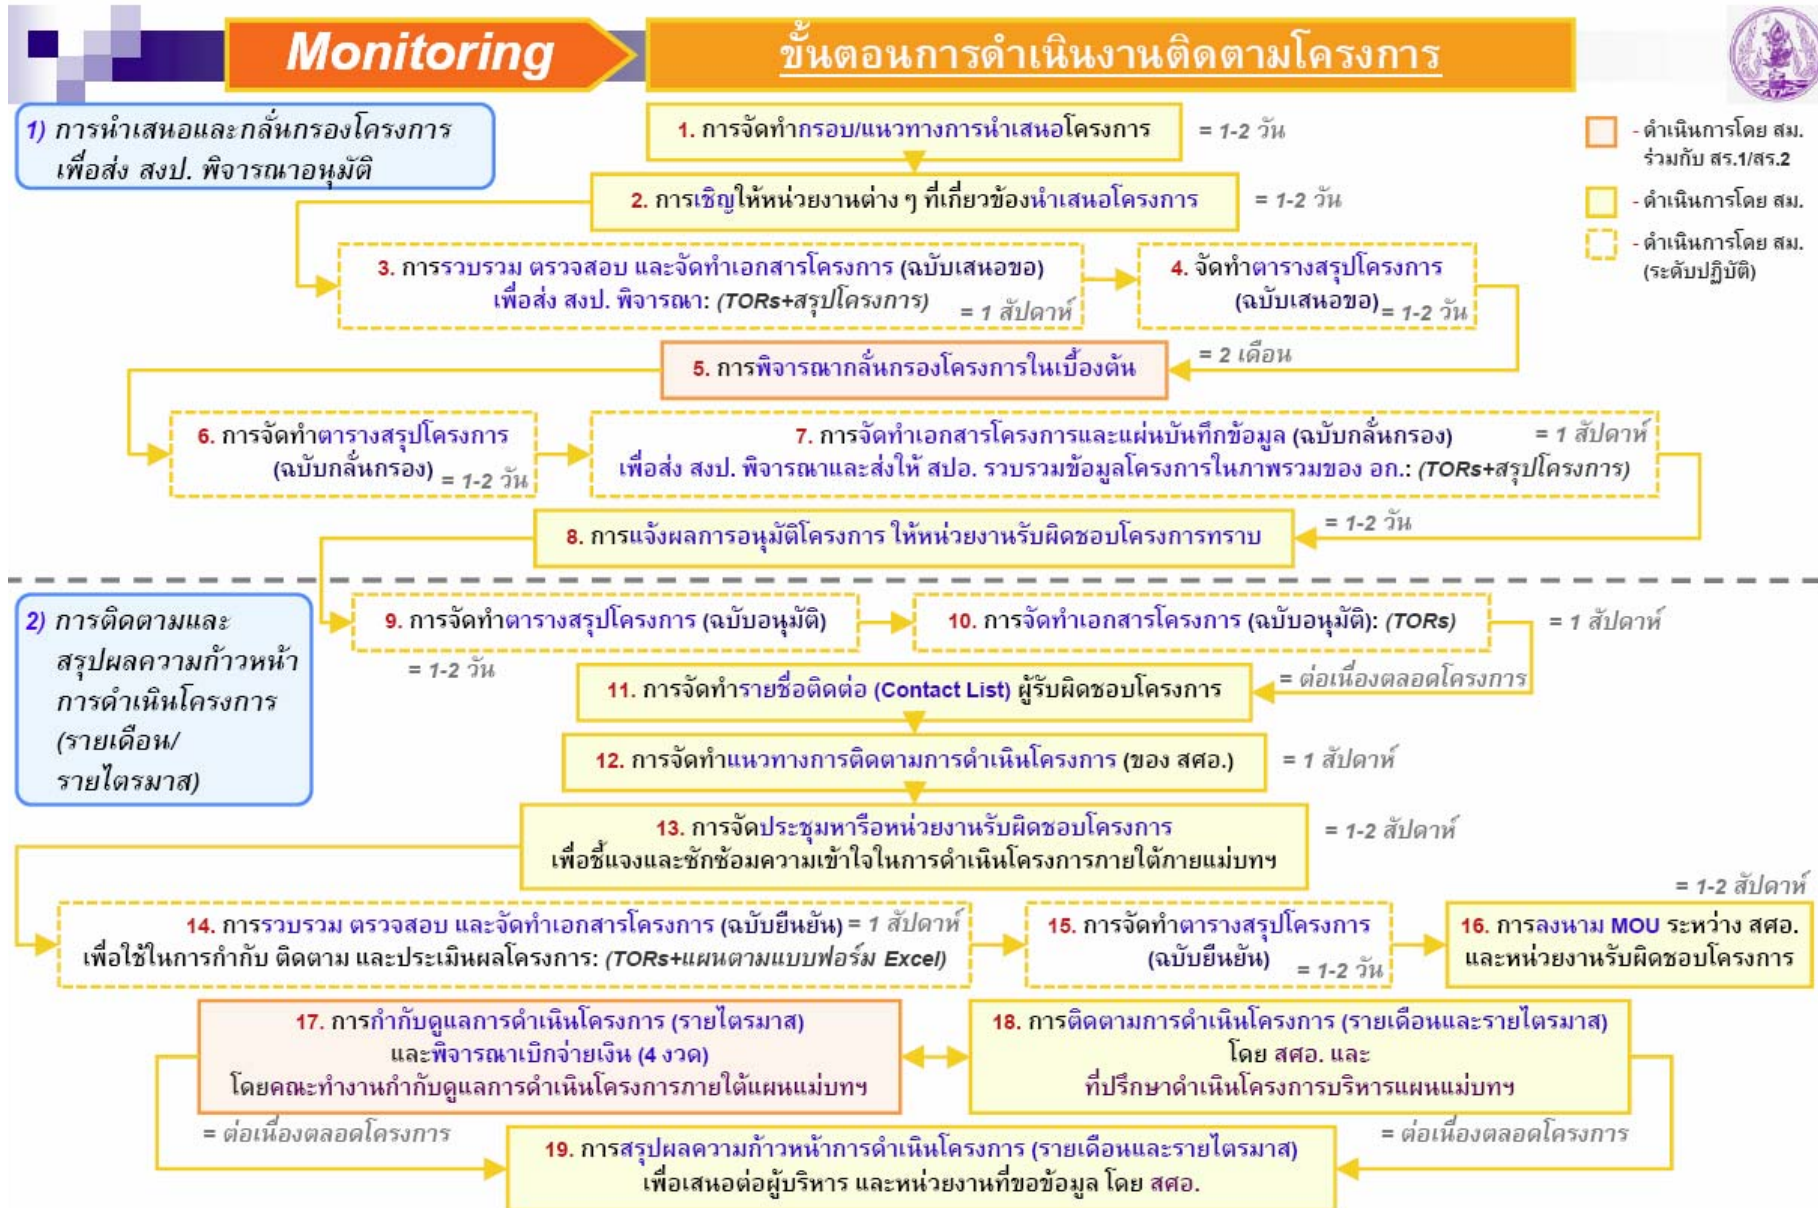 Monitoring
ขั้นตอนการดำเนินงานติดตามโครงการ
1) การนำเสนอและกลั่นกรองโครงการ
เพื่อส่ง สงป. พิจารณาอนุมัติ
1. การจัดทำกรอบ/แนวทางการนำเสนอโครงการ
= 1-2 วัน
- ดำเนินการโดย สม.
ร่วมกับ สร.1/สร.2
2. การเชิญให้หน่วยงานต่าง ๆ ที่เกี่ยวข้องนำเสนอโครงการ
= 1-2 วัน
- ดำเนินการโดย สม.
- ดำเนินการโดย สม.
(ระดับปฏิบัติ)
3. การรวบรวม ตรวจสอบ และจัดทำเอกสารโครงการ (ฉบับเสนอขอ)
เพื่อส่ง สงป. พิจารณา: (TORs+สรุปโครงการ)
= 1 สัปดาห์
4. จัดทำตารางสรุปโครงการ
(ฉบับเสนอขอ)
= 1-2 วัน
5. การพิจารณากลั่นกรองโครงการในเบื้องต้น
= 2 เดือน
6. การจัดทำตารางสรุปโครงการ
(ฉบับกลั่นกรอง)
= 1-2 วัน
7. การจัดทำเอกสารโครงการและแผ่นบันทึกข้อมูล (ฉบับกลั่นกรอง)
= 1 สัปดาห์
เพื่อส่ง สงป. พิจารณาและส่งให้ สปอ. รวบรวมข้อมูลโครงการในภาพรวมของ อก.: (TORs+สรุปโครงการ)
8. การแจ้งผลการอนุมัติโครงการ ให้หน่วยงานรับผิดชอบโครงการทราบ
= 1-2 วัน
2) การติดตามและ
สรุปผลความก้าวหน้า
การดำเนินโครงการ
(รายเดือน/
รายไตรมาส)
9. การจัดทำตารางสรุปโครงการ (ฉบับอนุมัติ)
= 1-2 วัน
10. การจัดทำเอกสารโครงการ (ฉบับอนุมัติ): (TORs)
= 1 สัปดาห์
11. การจัดทำรายชื่อติดต่อ (Contact List) ผู้รับผิดชอบโครงการ
= ต่อเนื่องตลอดโครงการ
12. การจัดทำแนวทางการติดตามการดำเนินโครงการ (ของ สศอ.)
= 1 สัปดาห์
13. การจัดประชุมหารือหน่วยงานรับผิดชอบโครงการ
เพื่อชี้แจงและซักซ้อมความเข้าใจในการดำเนินโครงการภายใต้ภายแม่บทฯ
= 1-2 สัปดาห์
14. การรวบรวม ตรวจสอบ และจัดทำเอกสารโครงการ (ฉบับยืนยัน) = 1 สัปดาห์
เพื่อใช้ในการกำกับ ติดตาม และประเมินผลโครงการ: (TORs+แผนตามแบบฟอร์ม Excel)
15. การจัดทำตารางสรุปโครงการ
(ฉบับยืนยัน)
= 1-2 วัน
= 1-2 สัปดาห์
16. การลงนาม MOU ระหว่าง สศอ.
และหน่วยงานรับผิดชอบโครงการ
17. การกำกับดูแลการดำเนินโครงการ (รายไตรมาส)
และพิจารณาเบิกจ่ายเงิน (4 งวด)
โดยคณะทำงานกำกับดูแลการดำเนินโครงการภายใต้แผนแม่บทฯ
= ต่อเนื่องตลอดโครงการ
18. การติดตามการดำเนินโครงการ (รายเดือนและรายไตรมาส)
โดย สศอ. และ
ที่ปรึกษาดำเนินโครงการบริหารแผนแม่บทฯ
= ต่อเนื่องตลอดโครงการ
19. การสรุปผลความก้าวหน้าการดำเนินโครงการ (รายเดือนและรายไตรมาส)
เพื่อเสนอต่อผู้บริหาร และหน่วยงานที่ขอข้อมูล โดย สศอ.